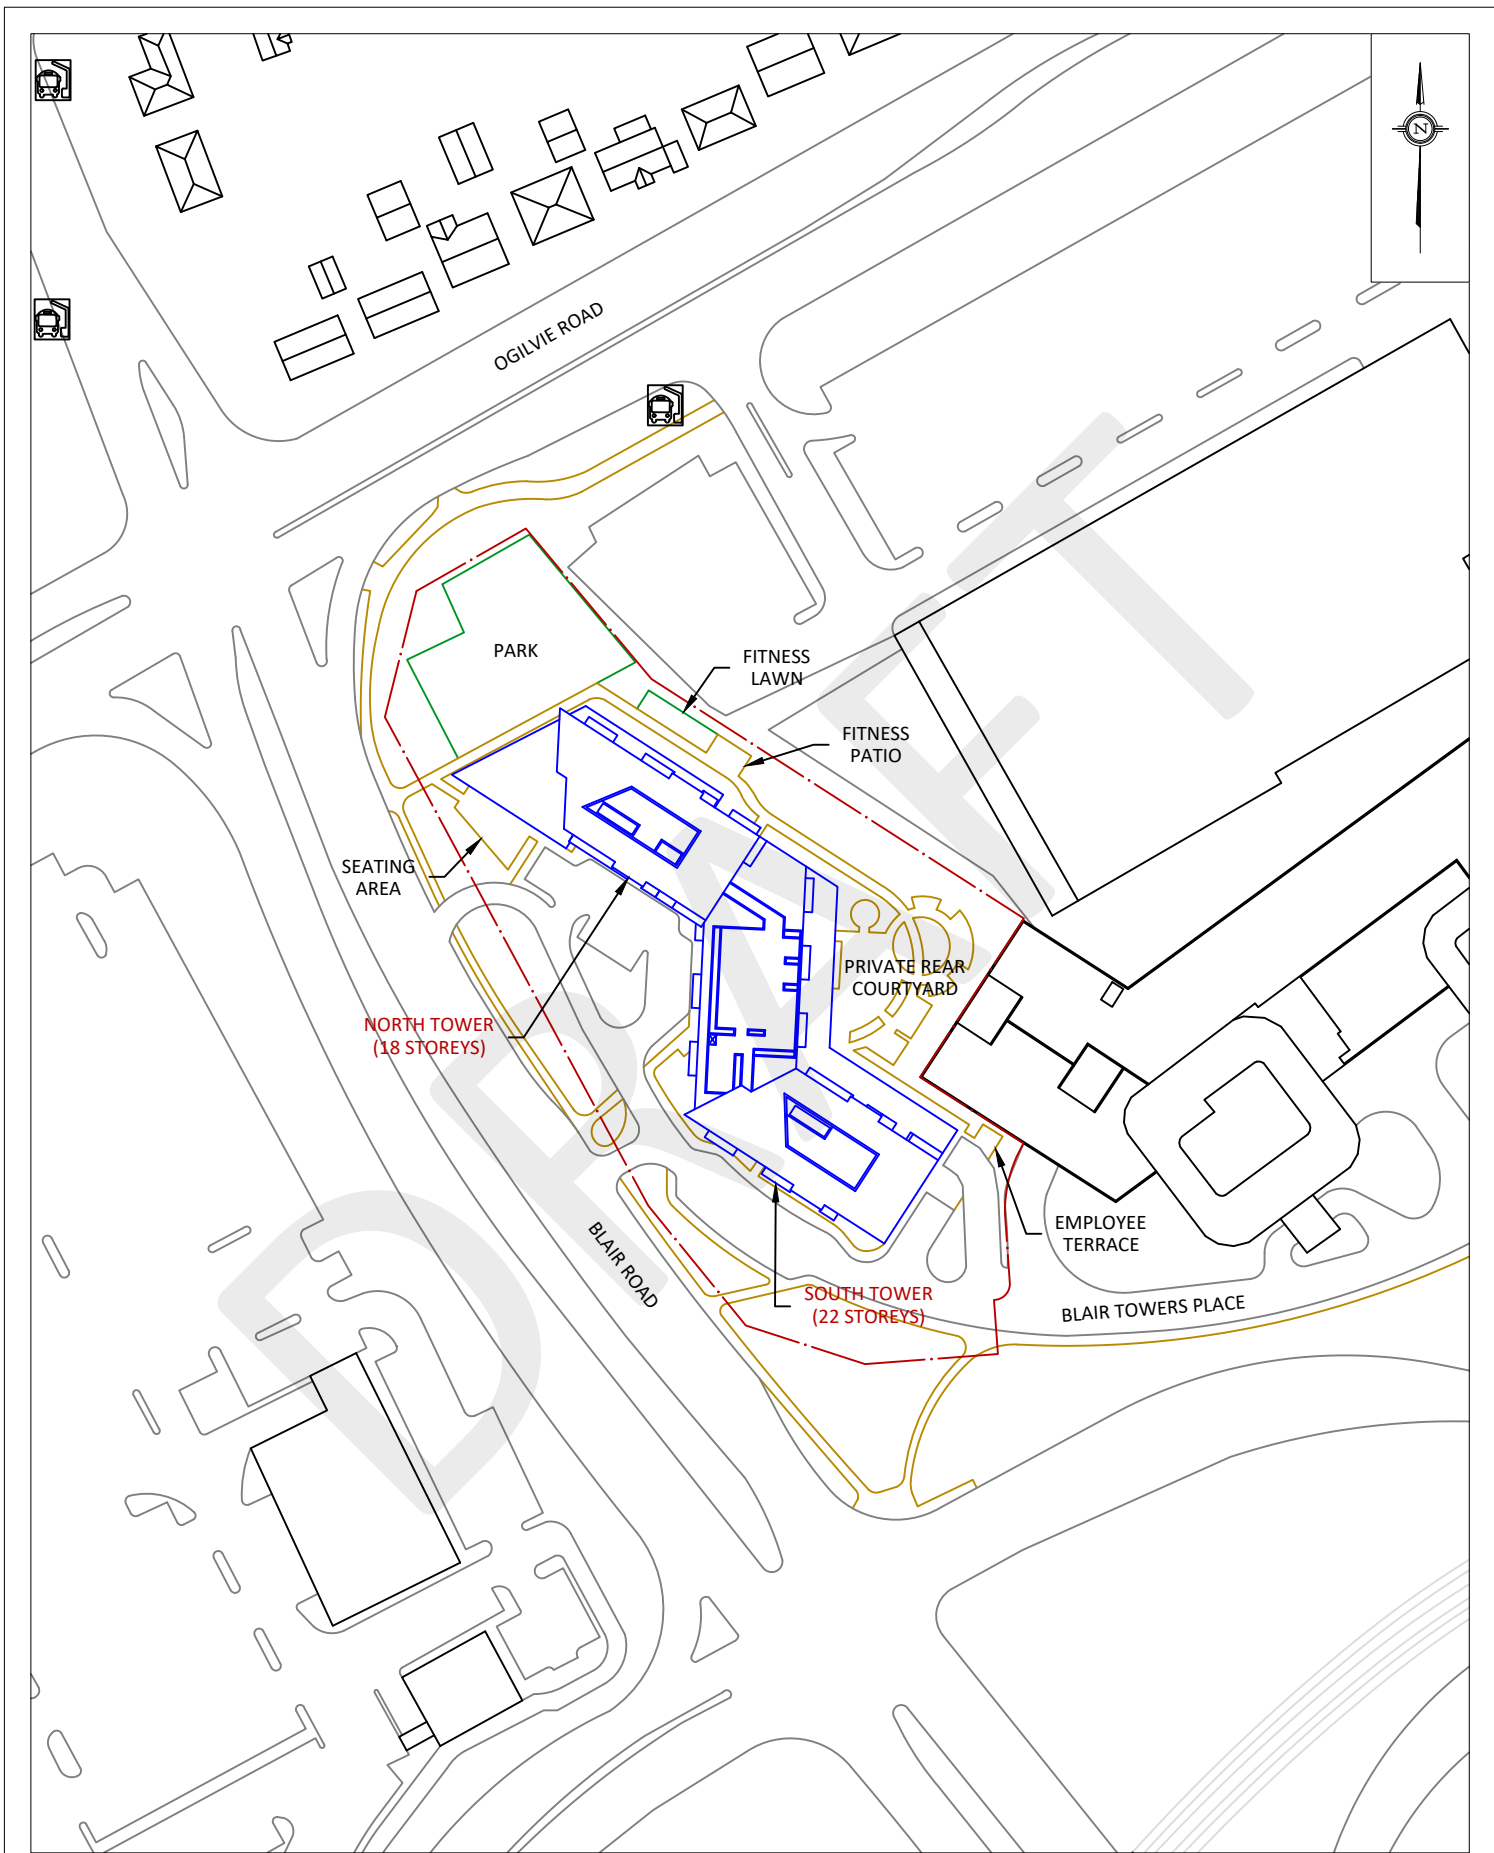 N
OGILVIE ROAD
PARK
FITNESS
LAWN
FITNESS
PATIO
SEATING
AREA
PRIVATE REAR
COURTYARD
NORTH TOWER
(18 STOREYS)
EMPLOYEE
TERRACE
BLAIR ROAD
SOUTH TOWER
(22 STOREYS)
BLAIR TOWERS PLACE
DRAFT